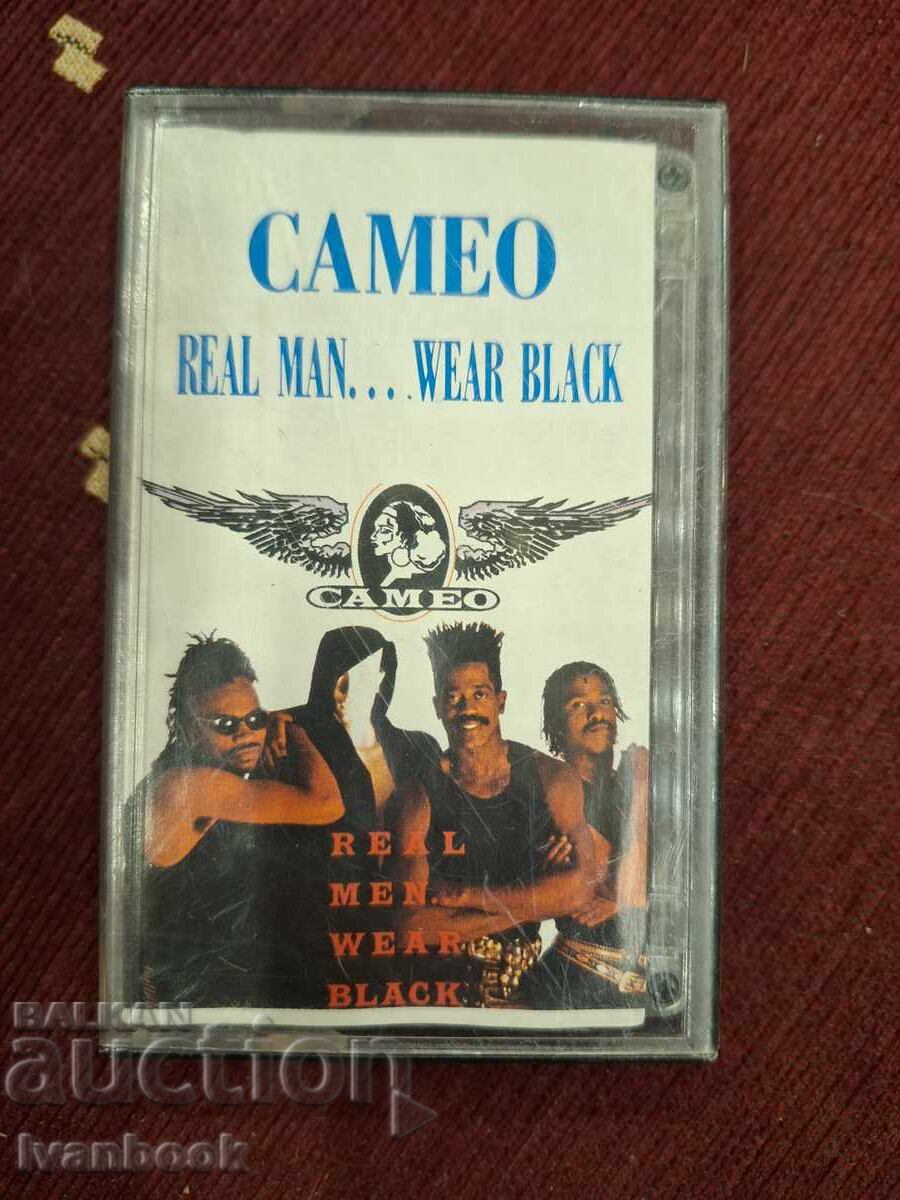 CAMEO
REAL MAN... .WEAR BLACK
CAMEO
REAL
MEN...
WEAR
BLACK
BALKAN
auction
Ivanbook